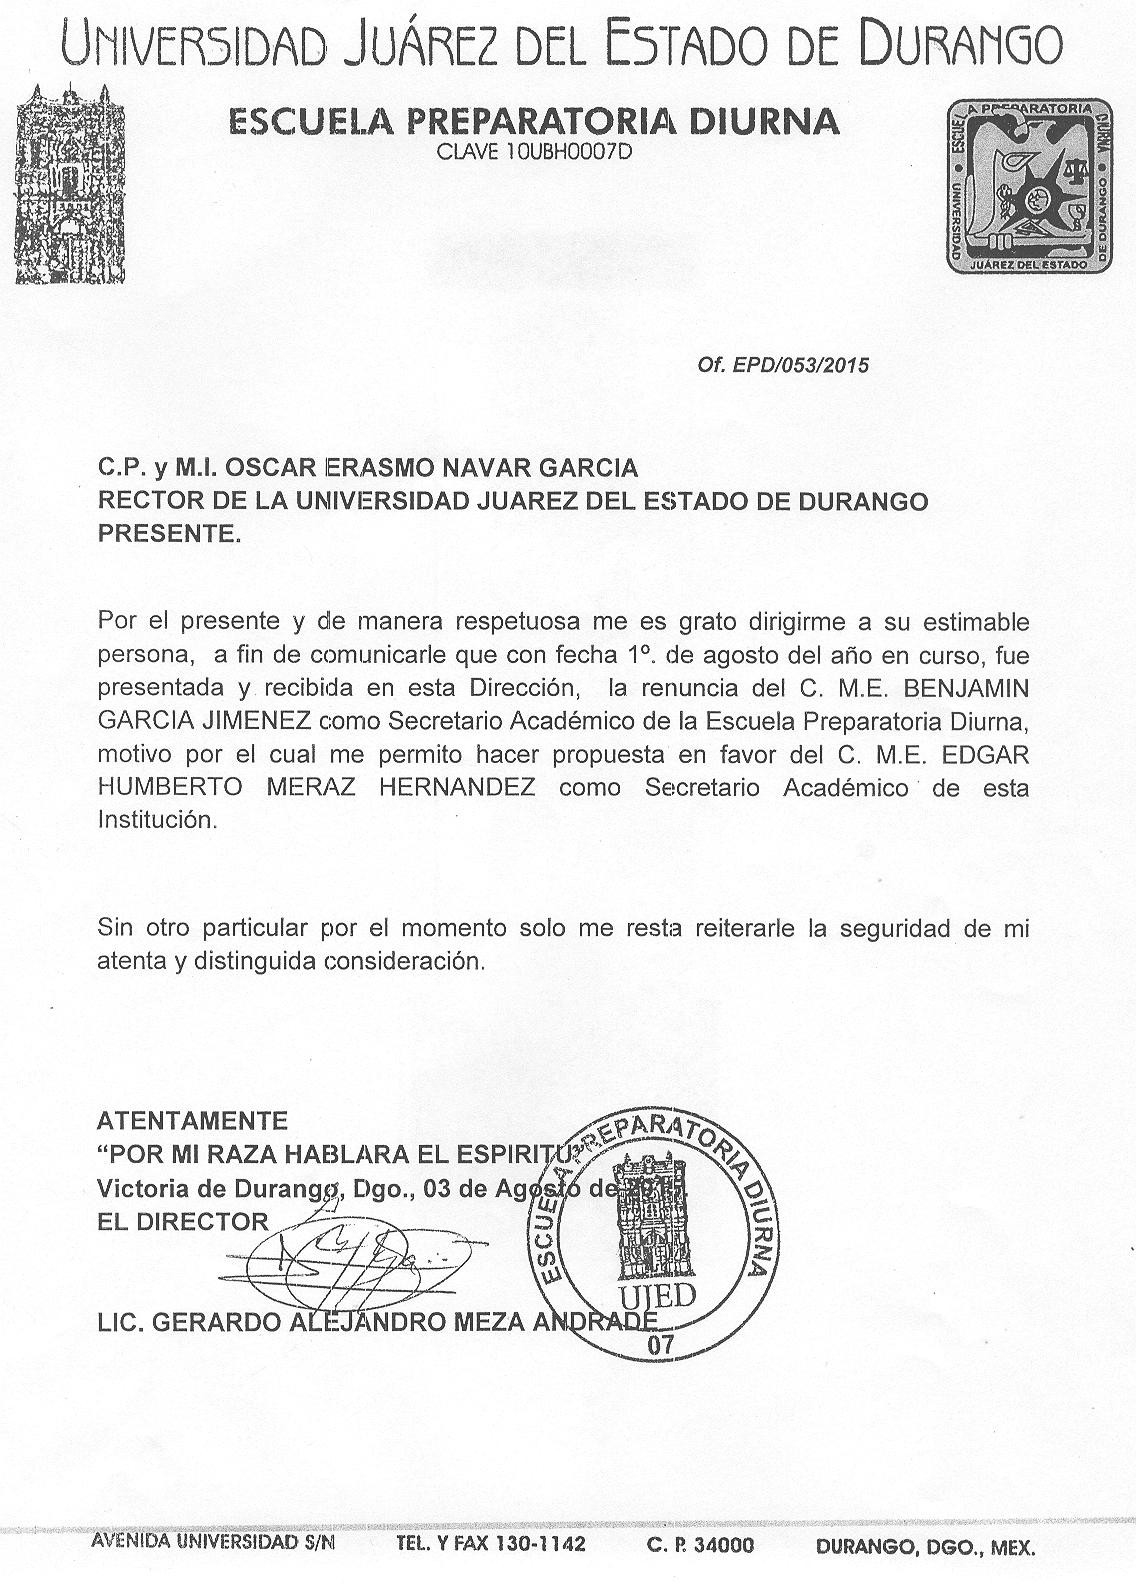 UNIVERSIDAD JUÁREZ DEL ESTADO DE DURANGO
ESCUELA PREPARATORIA DIURNA
CLAVE 10UBH0007D
ESCUELA PREPARATORIA DIURNA
UNIVERSIDAD JUÁREZ DEL ESTADO DE DURANGO
Of. EPD/053/2015
C.P. y M.I. OSCAR ERASMO NAVAR GARCIA
RECTOR DE LA UNIVERSIDAD JUAREZ DEL ESTADO DE DURANGO
PRESENTE.
Por el presente y de manera respetuosa me es grato dirigirme a su estimable
persona, a fin de comunicarle que con fecha 1º. de agosto del año en curso, fue
presentada y recibida en esta Dirección, la renuncia del C. M.E. BENJAMIN
GARCIA JIMENEZ como Secretario Académico de la Escuela Preparatoria Diurna,
motivo por el cual me permito hacer propuesta en favor del C. M.E. EDGAR
HUMBERTO MERAZ HERNANDEZ como Secretario Académico de esta
Institución.
Sin otro particular por el momento solo me resta reiterarle la seguridad de mi
atenta y distinguida consideración.
ATENTAMENTE
“POR MI RAZA HABLARA EL ESPIRITU”
Victoria de Durango, Dgo., 03 de Agosto de 2015.
EL DIRECTOR
LIC. GERARDO ALEJANDRO MEZA ANDRADE
ESCUELA PREPARATORIA DIURNA
UJED
07
AVENIDA UNIVERSIDAD S/N TEL. Y FAX 130-1142 C. P. 34000 DURANGO, DGO., MEX.